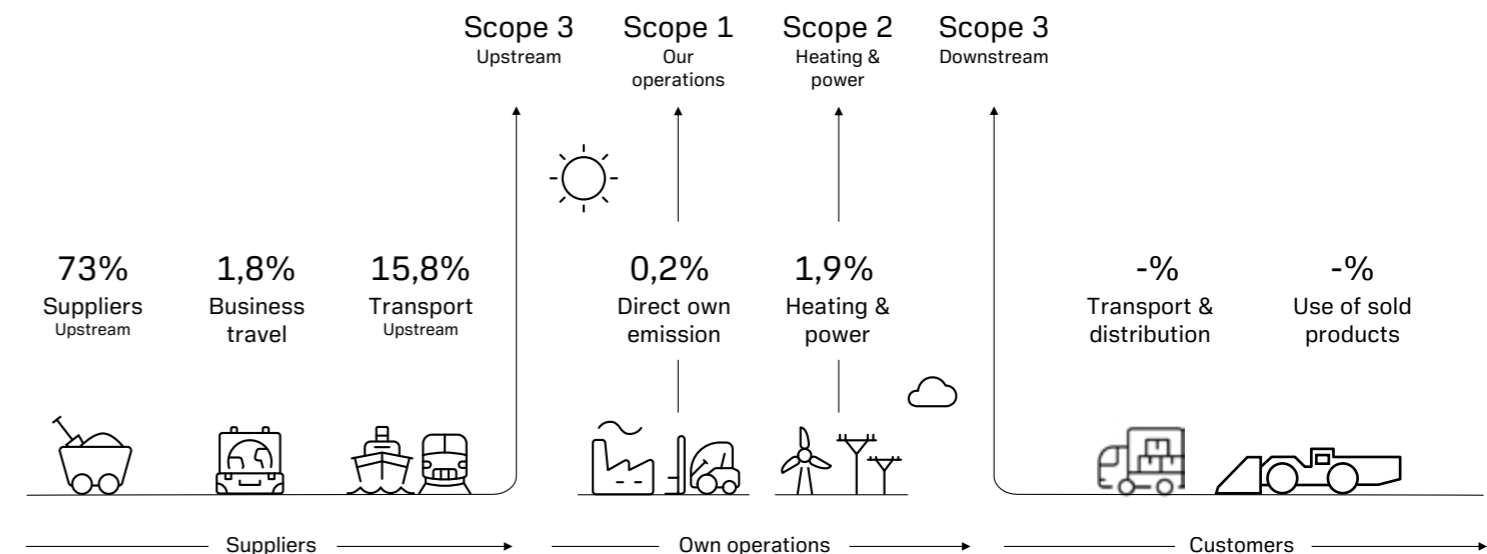 Scope 3
Upstream
Scope 1
Our
operations
Scope 2
Heating &
power
Scope 3
Downstream
73%
Suppliers
Upstream
1,8%
Business
travel
15,8%
Transport
Upstream
0,2%
Direct own
emission
1,9%
Heating &
power
-%
Transport &
distribution
-%
Use of sold
products
Suppliers
Own operations
Customers